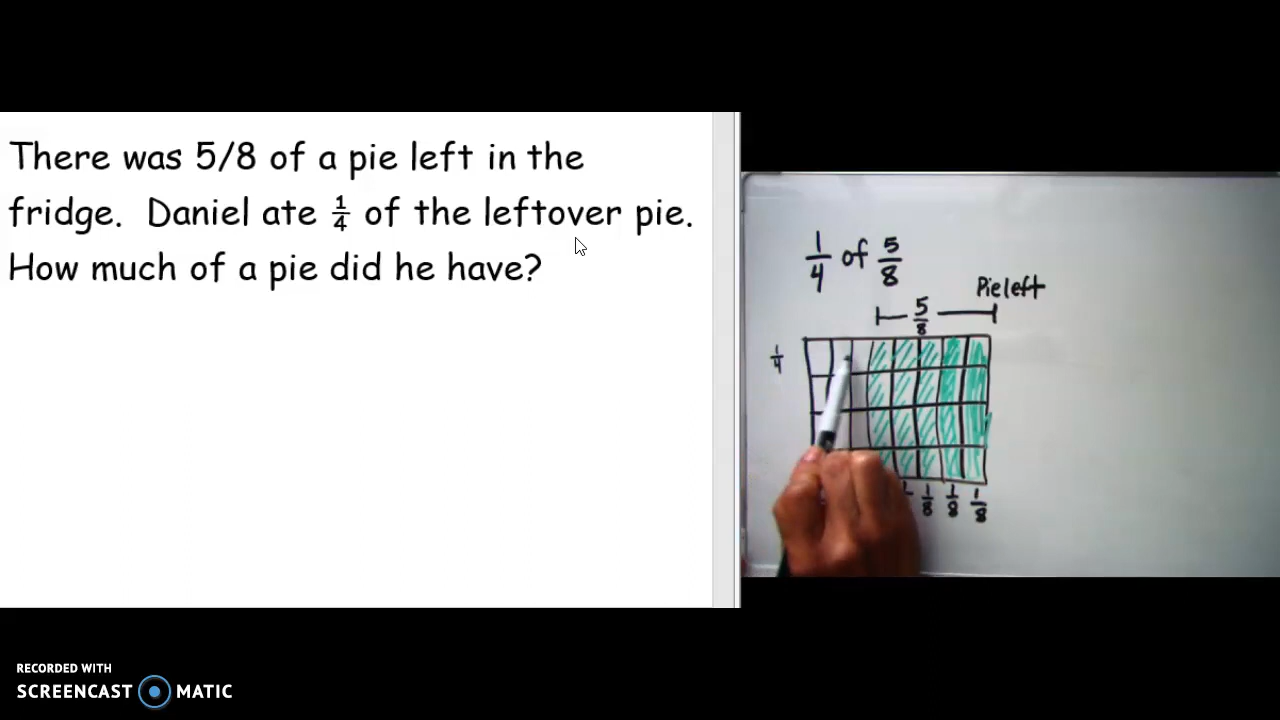 There was 5/8 of a pie left in the
fridge. Daniel ate 1/4 of the leftover pie.
How much of a pie did he have?
1/4 of 5/8
Pie left
5/8
1/4
1/8 1/8 1/8
RECORDED WITH
SCREENCAST MATIC